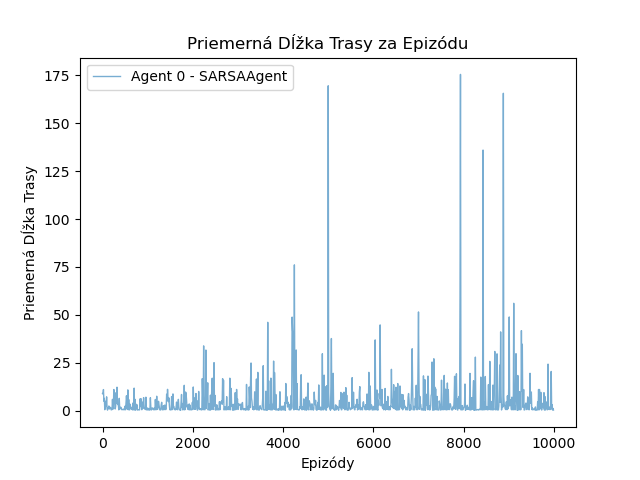 Priemerná Dĺžka Trasy za Epizódu
Agent 0 - SARSAAgent
175
150
125
100
75
50
25
0
Priemerná Dĺžka Trasy
0 2000 4000 6000 8000 10000
Epizódy